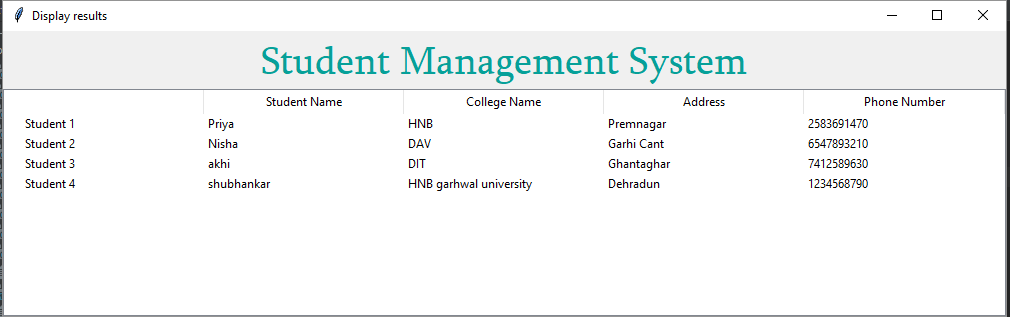 Display results
Student Management System
Student Name College Name Address Phone Number
Student 1 Priya HNB Premnagar 2583691470
Student 2 Nisha DAV Garhi Cant 6547893210
Student 3 akhi DIT Ghantaghar 7412589630
Student 4 shubhankar HNB garhwal university Dehradun 1234568790